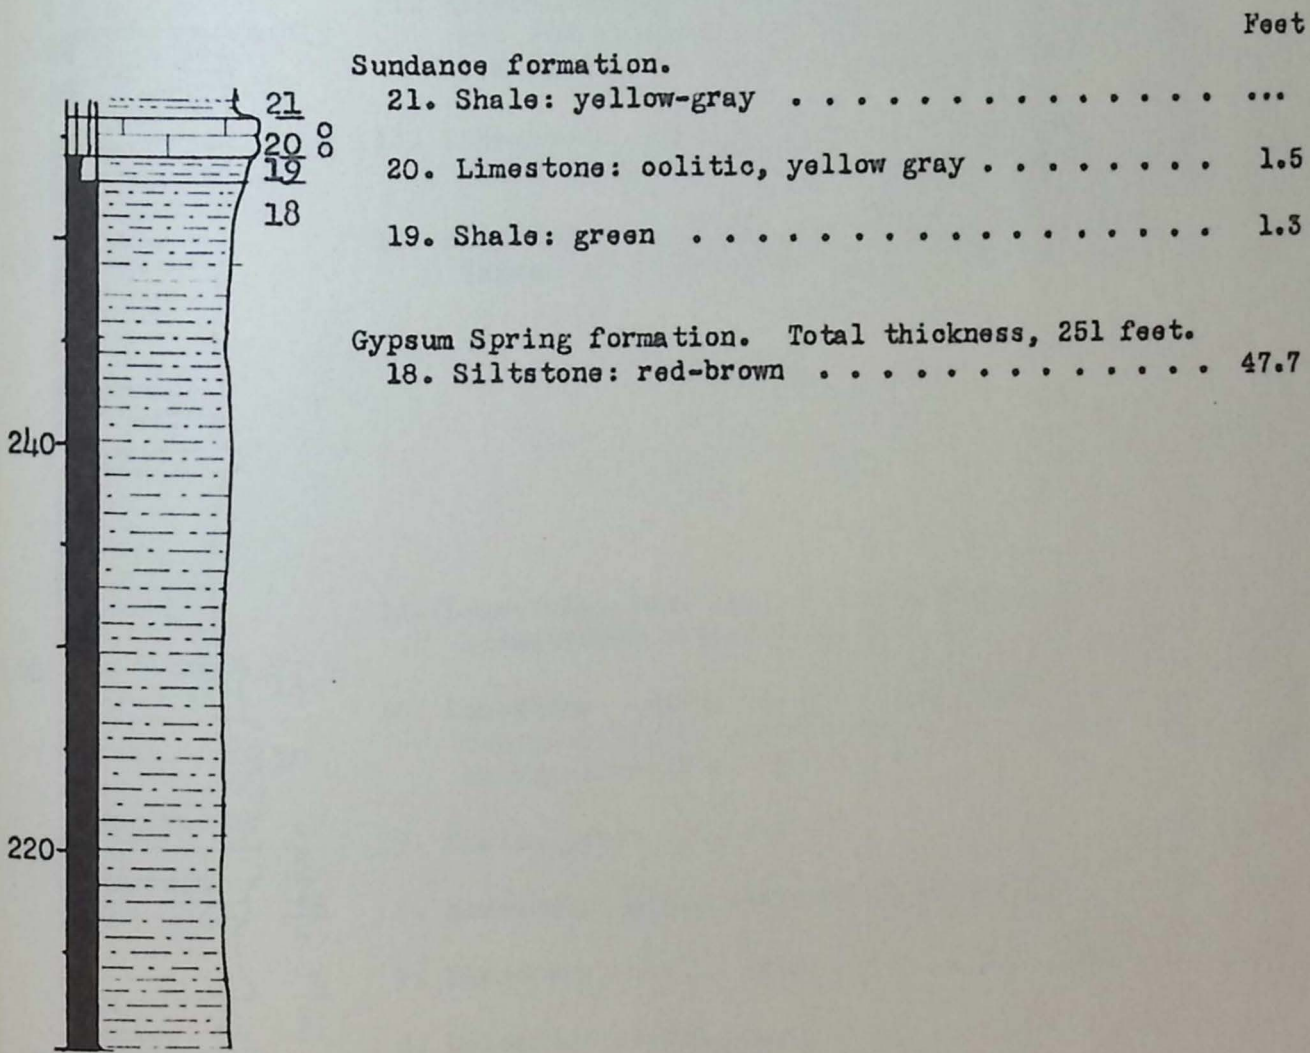 Feet
Sundance formation.
21. Shale: yellow-gray . . . . . . . . . . . . . . ...
20. Limestone: oolitic, yellow gray . . . . . . . . 1.5
19. Shale: green . . . . . . . . . . . . . . . . . 1.3
Gypsum Spring formation. Total thickness, 251 feet.
18. Siltstone: red-brown . . . . . . . . . . . . . 47.7
21
20
19
18
240
220